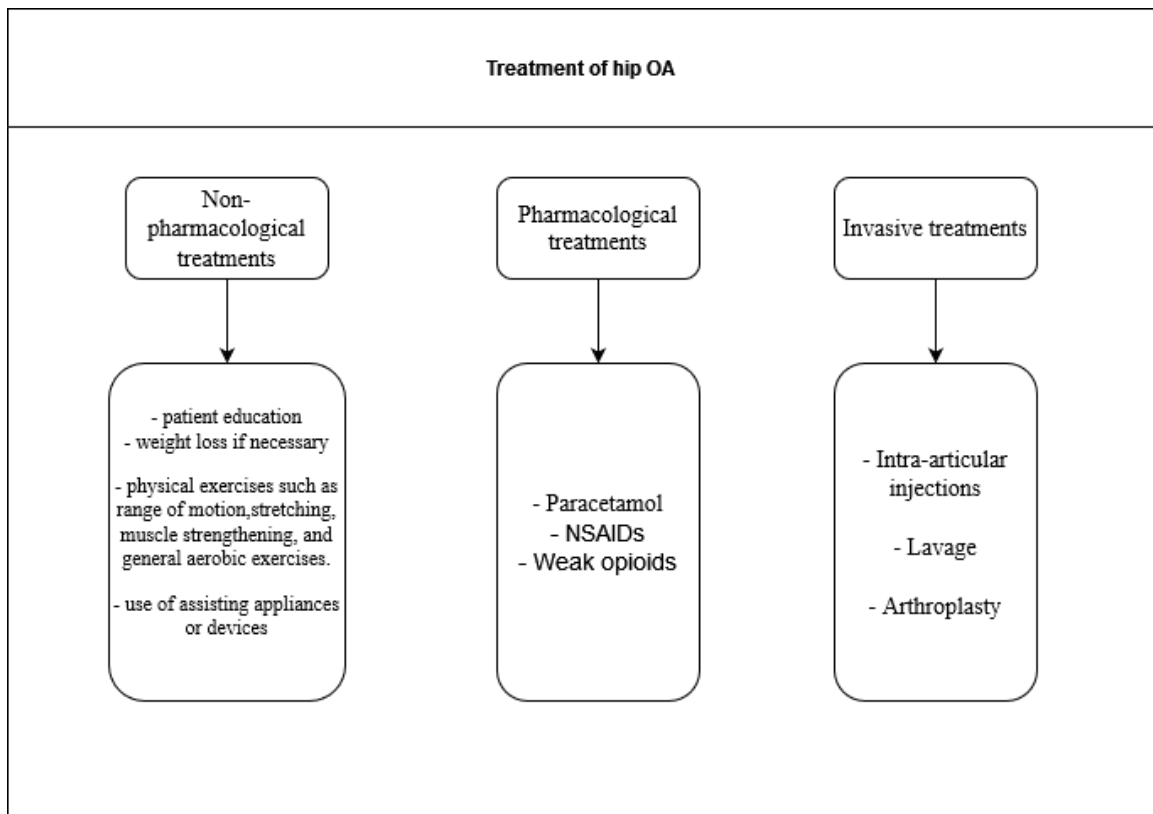 Treatment of hip OA
Non-
pharmacological
treatments
Pharmacological
treatments
Invasive treatments
- patient education
- weight loss if necessary
- physical exercises such as
range of motion,stretching,
muscle strengthening, and
general aerobic exercises.
- use of assisting appliances
or devices
- Paracetamol
- NSAIDs
- Weak opioids
- Intra-articular
injections
- Lavage
- Arthroplasty